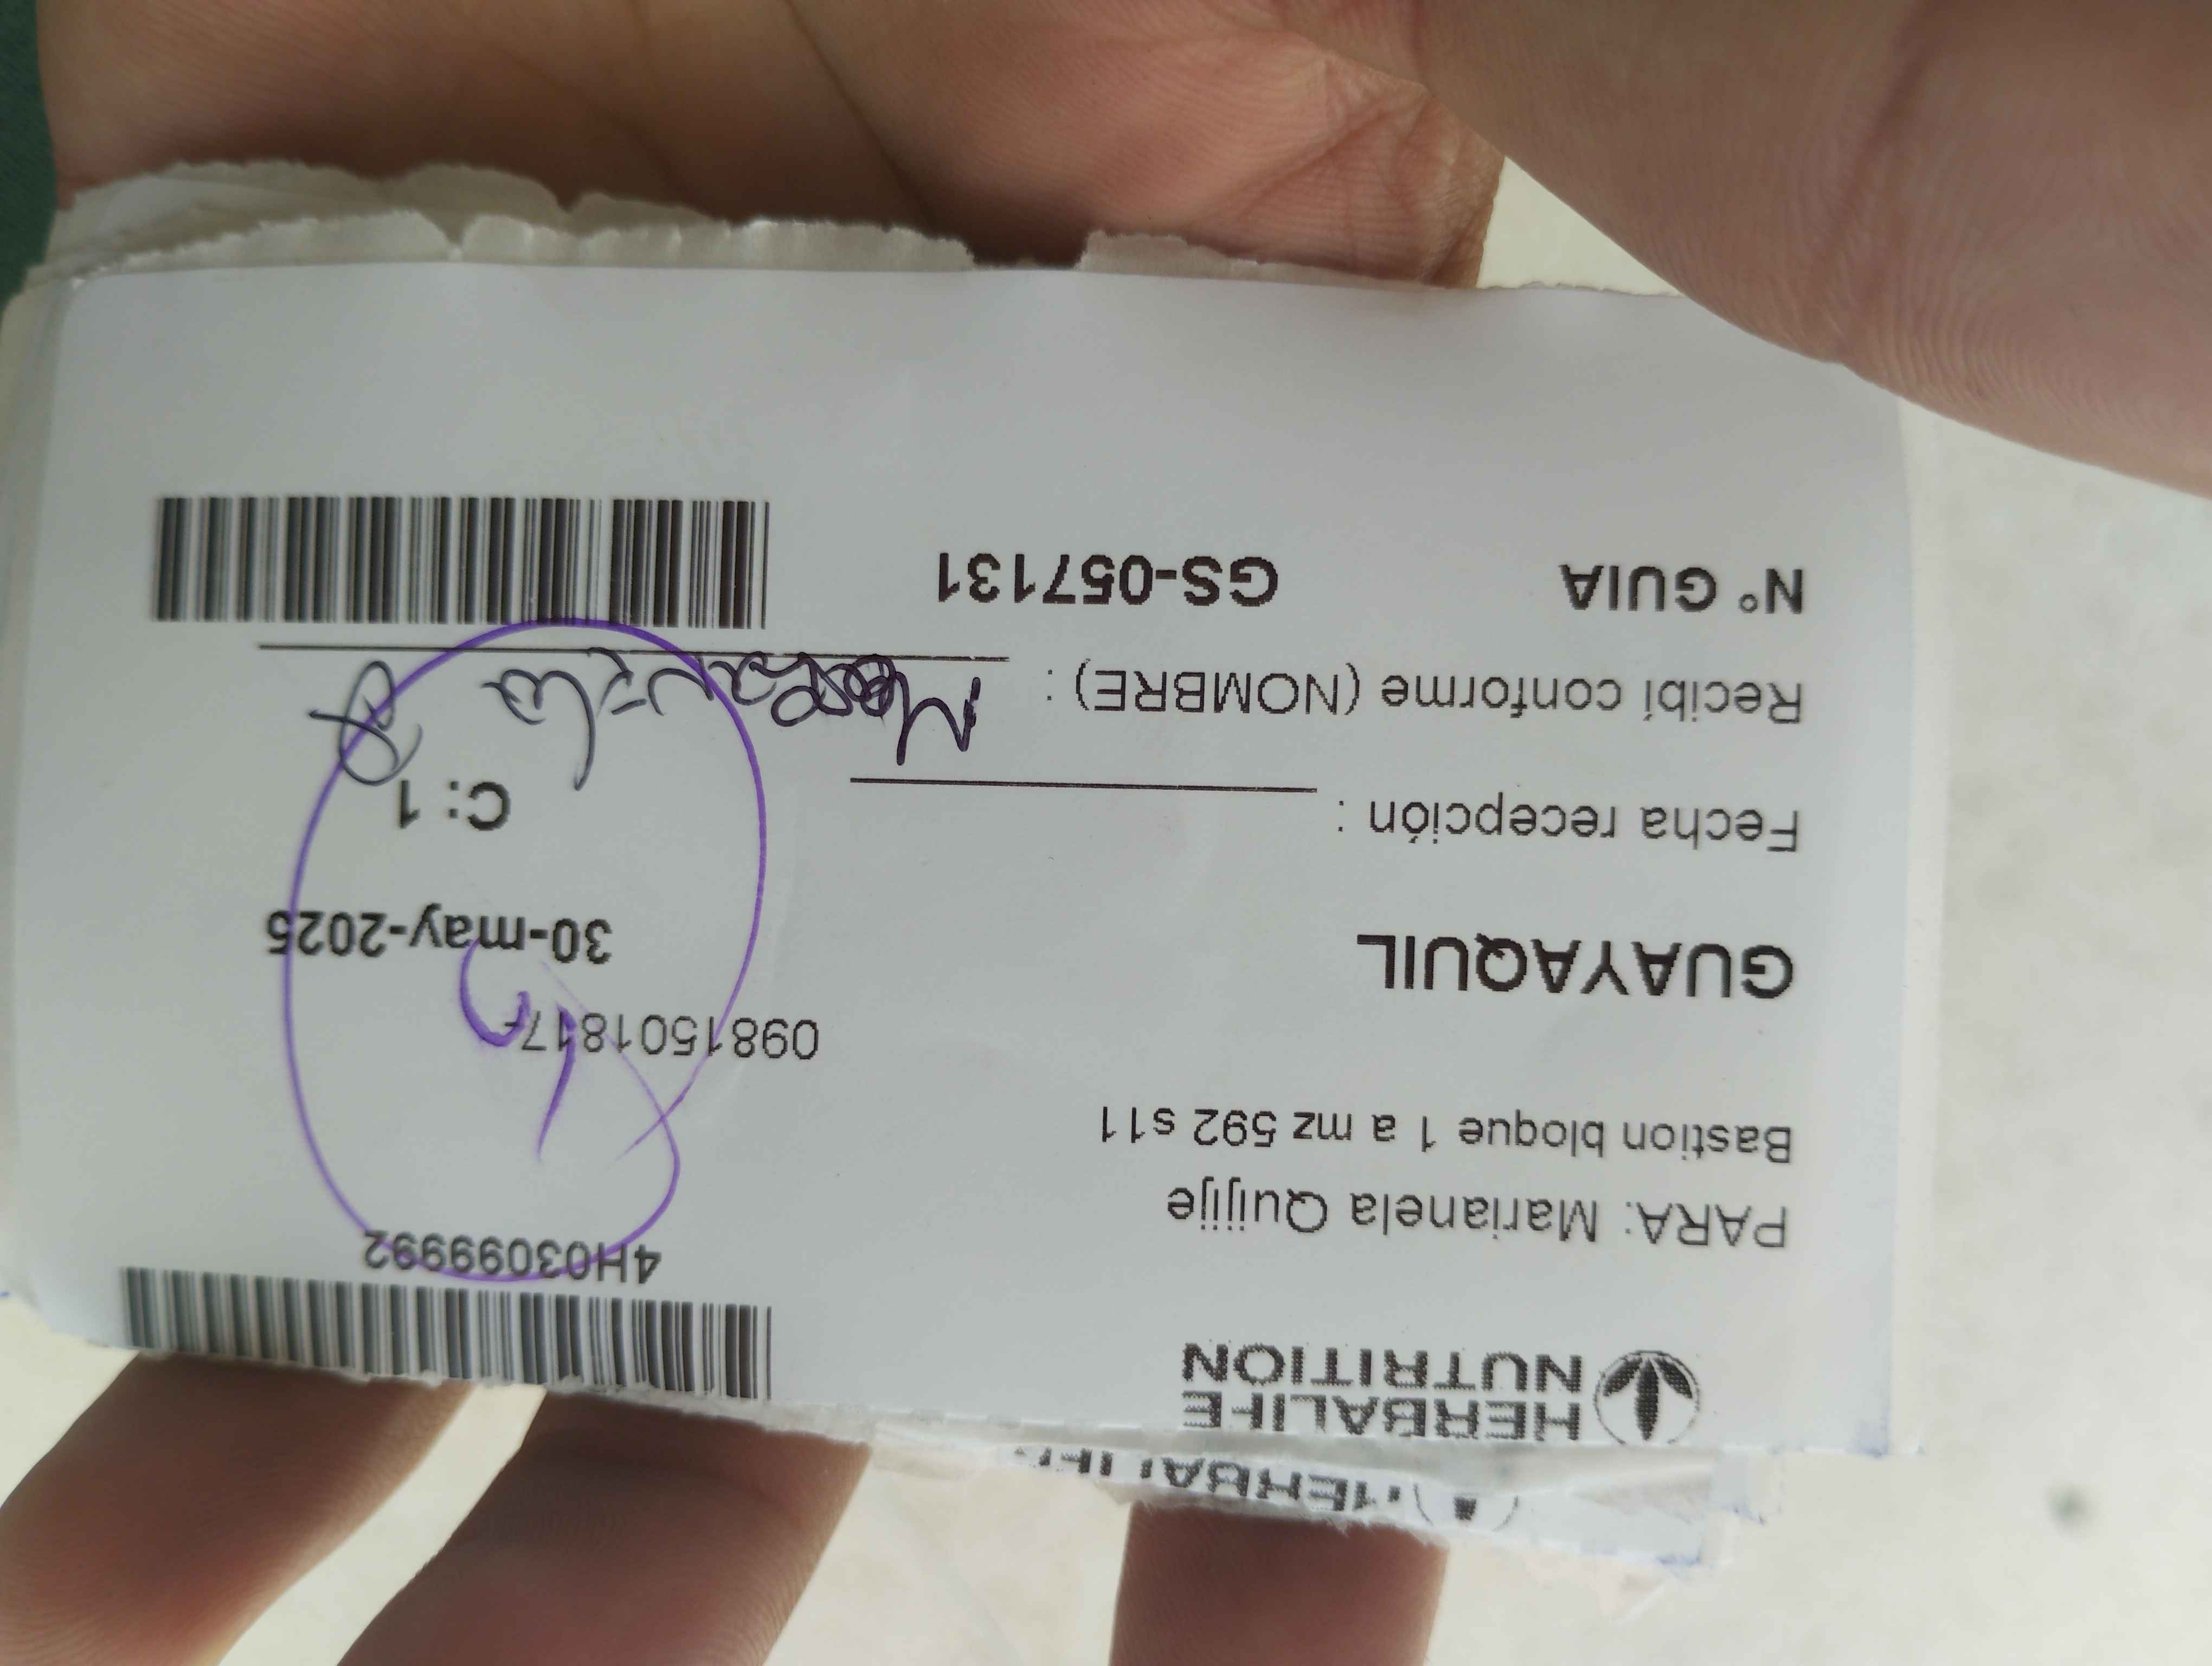 HERBALIFE
NUTRITION
4H03099992
PARA: Marianela Quijije
Bastion bloque 1 a mz 592 s11
0981501817
GUAYAQUIL
30-may-2025
Fecha recepción :
C: 1
Recibí conforme (NOMBRE) :
N° GUIA GS-057131